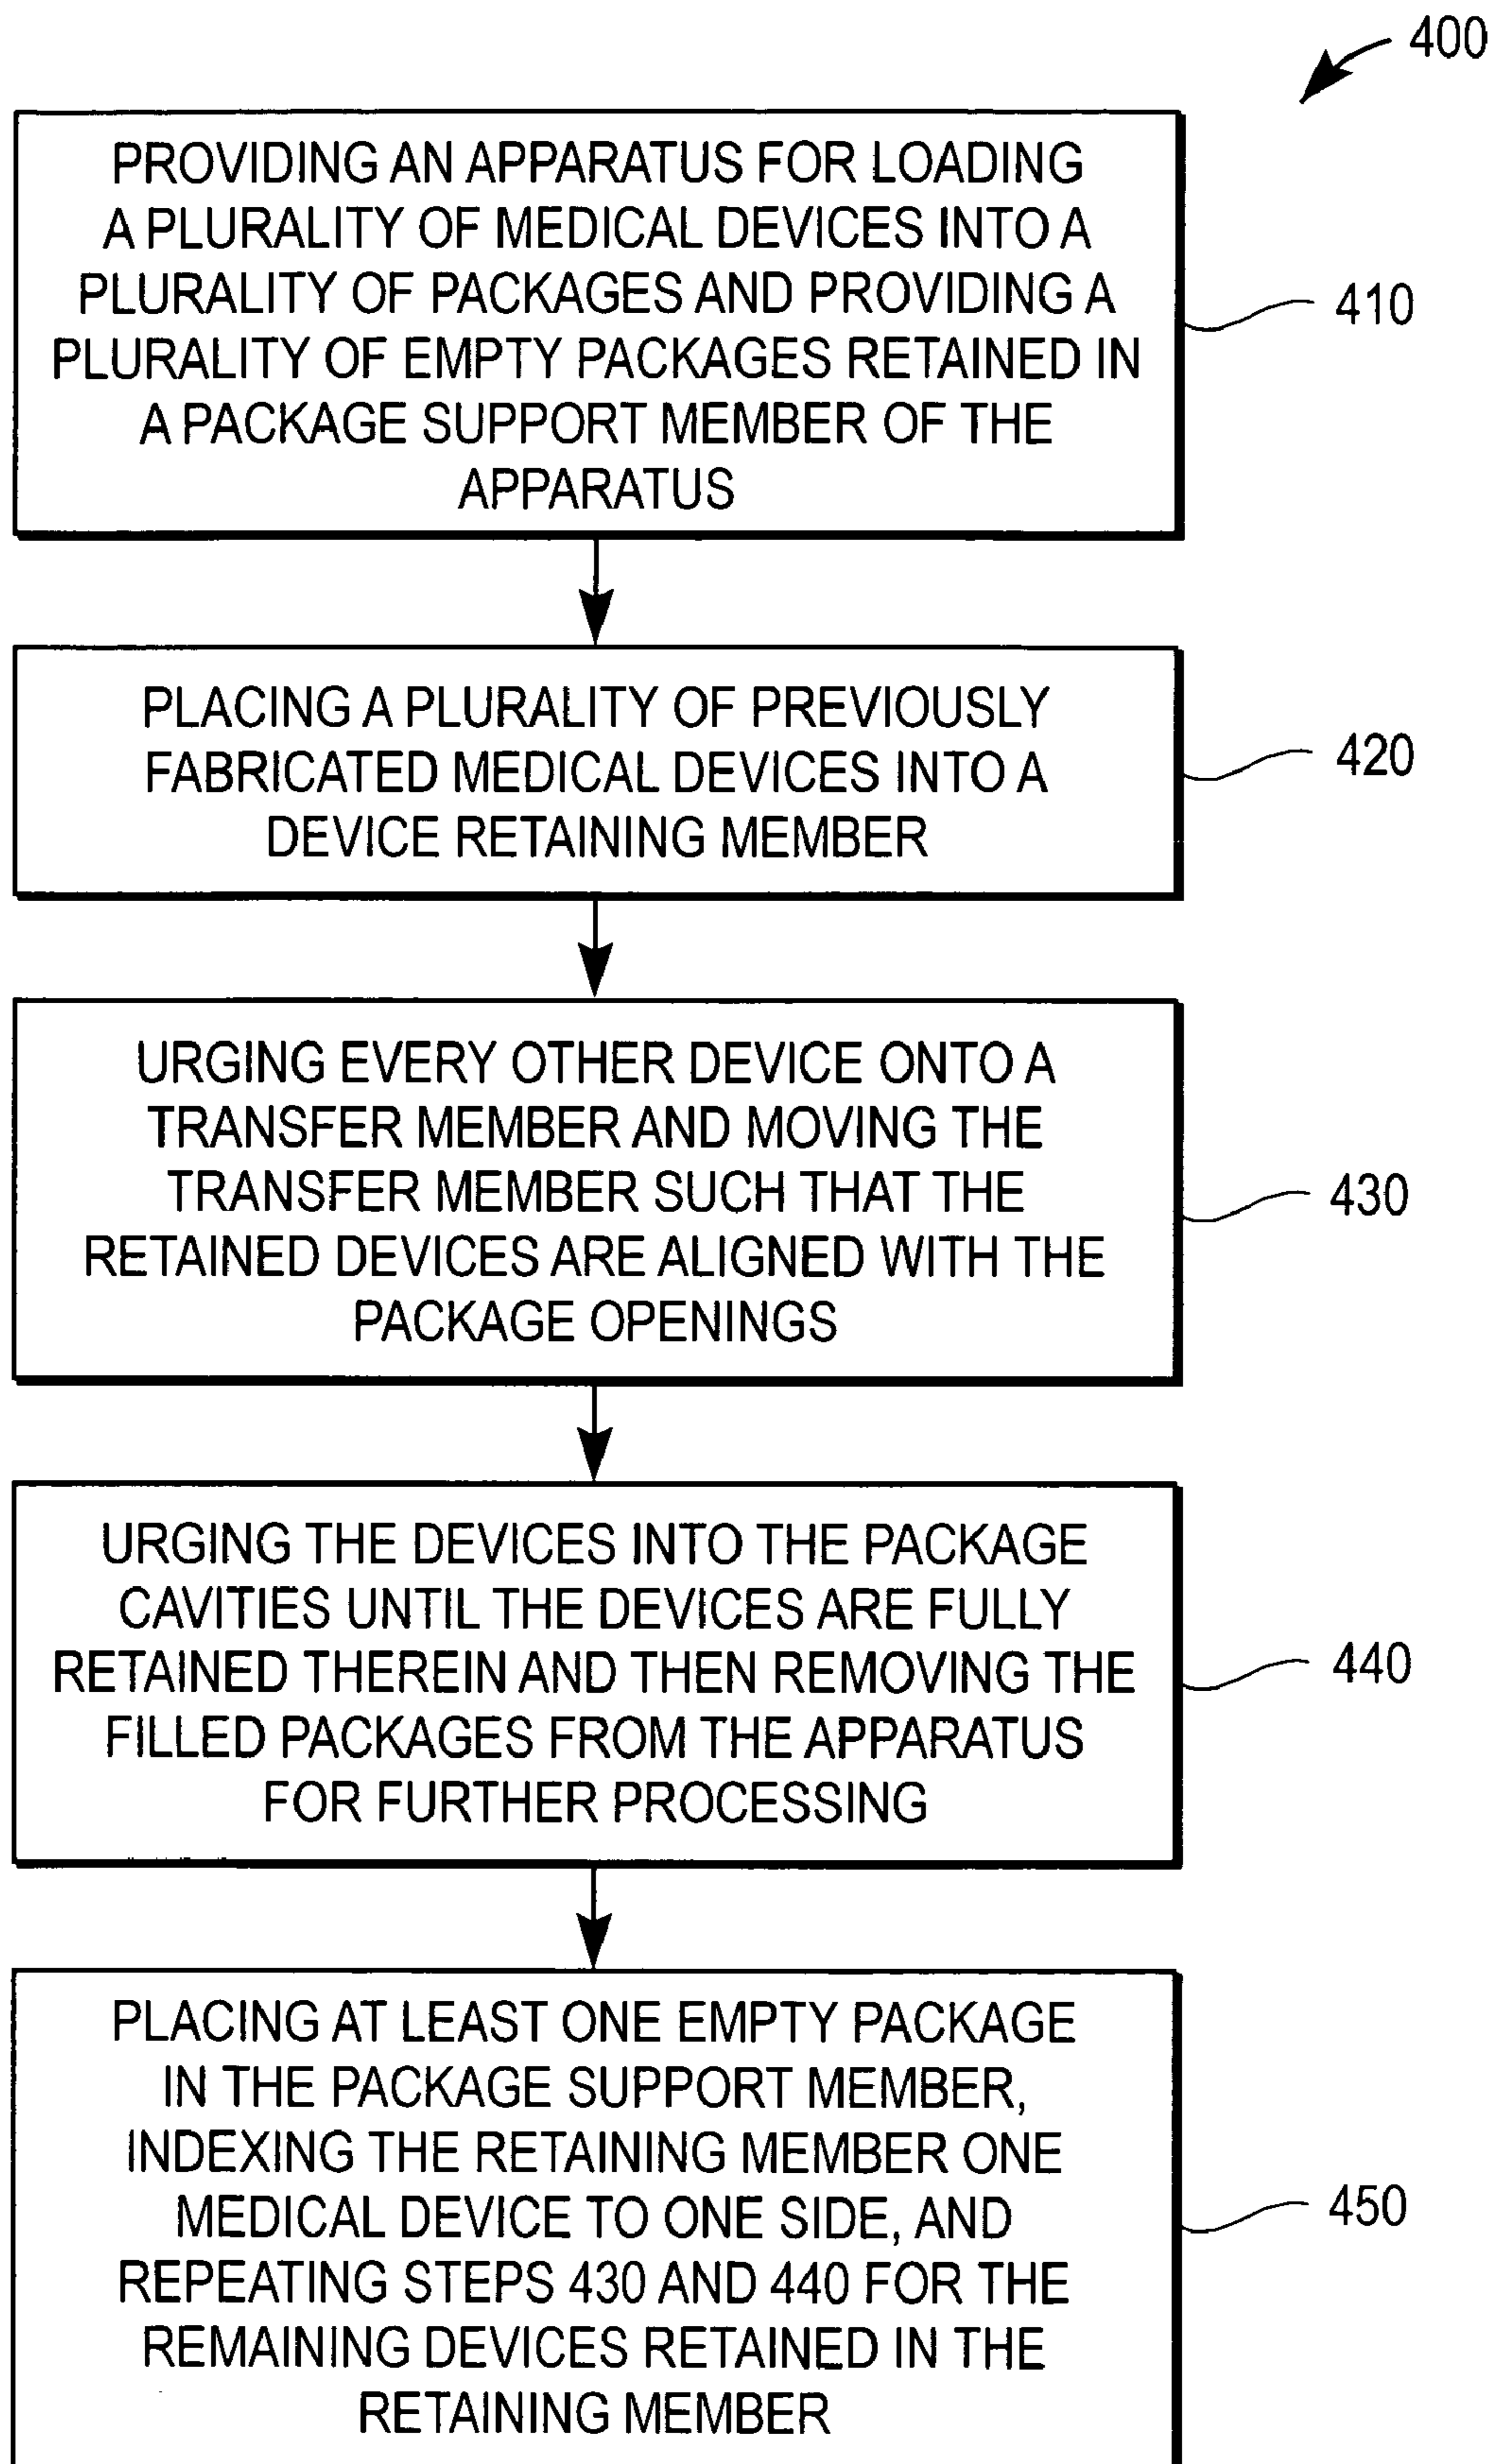 400
PROVIDING AN APPARATUS FOR LOADING
A PLURALITY OF MEDICAL DEVICES INTO A
PLURALITY OF PACKAGES AND PROVIDING A
PLURALITY OF EMPTY PACKAGES RETAINED IN
A PACKAGE SUPPORT MEMBER OF THE
APPARATUS
410
PLACING A PLURALITY OF PREVIOUSLY
FABRICATED MEDICAL DEVICES INTO A
DEVICE RETAINING MEMBER
420
URGING EVERY OTHER DEVICE ONTO A
TRANSFER MEMBER AND MOVING THE
TRANSFER MEMBER SUCH THAT THE
RETAINED DEVICES ARE ALIGNED WITH THE
PACKAGE OPENINGS
430
URGING THE DEVICES INTO THE PACKAGE
CAVITIES UNTIL THE DEVICES ARE FULLY
RETAINED THEREIN AND THEN REMOVING THE
FILLED PACKAGES FROM THE APPARATUS
FOR FURTHER PROCESSING
440
PLACING AT LEAST ONE EMPTY PACKAGE
IN THE PACKAGE SUPPORT MEMBER,
INDEXING THE RETAINING MEMBER ONE
MEDICAL DEVICE TO ONE SIDE, AND
REPEATING STEPS 430 AND 440 FOR THE
REMAINING DEVICES RETAINED IN THE
RETAINING MEMBER
450